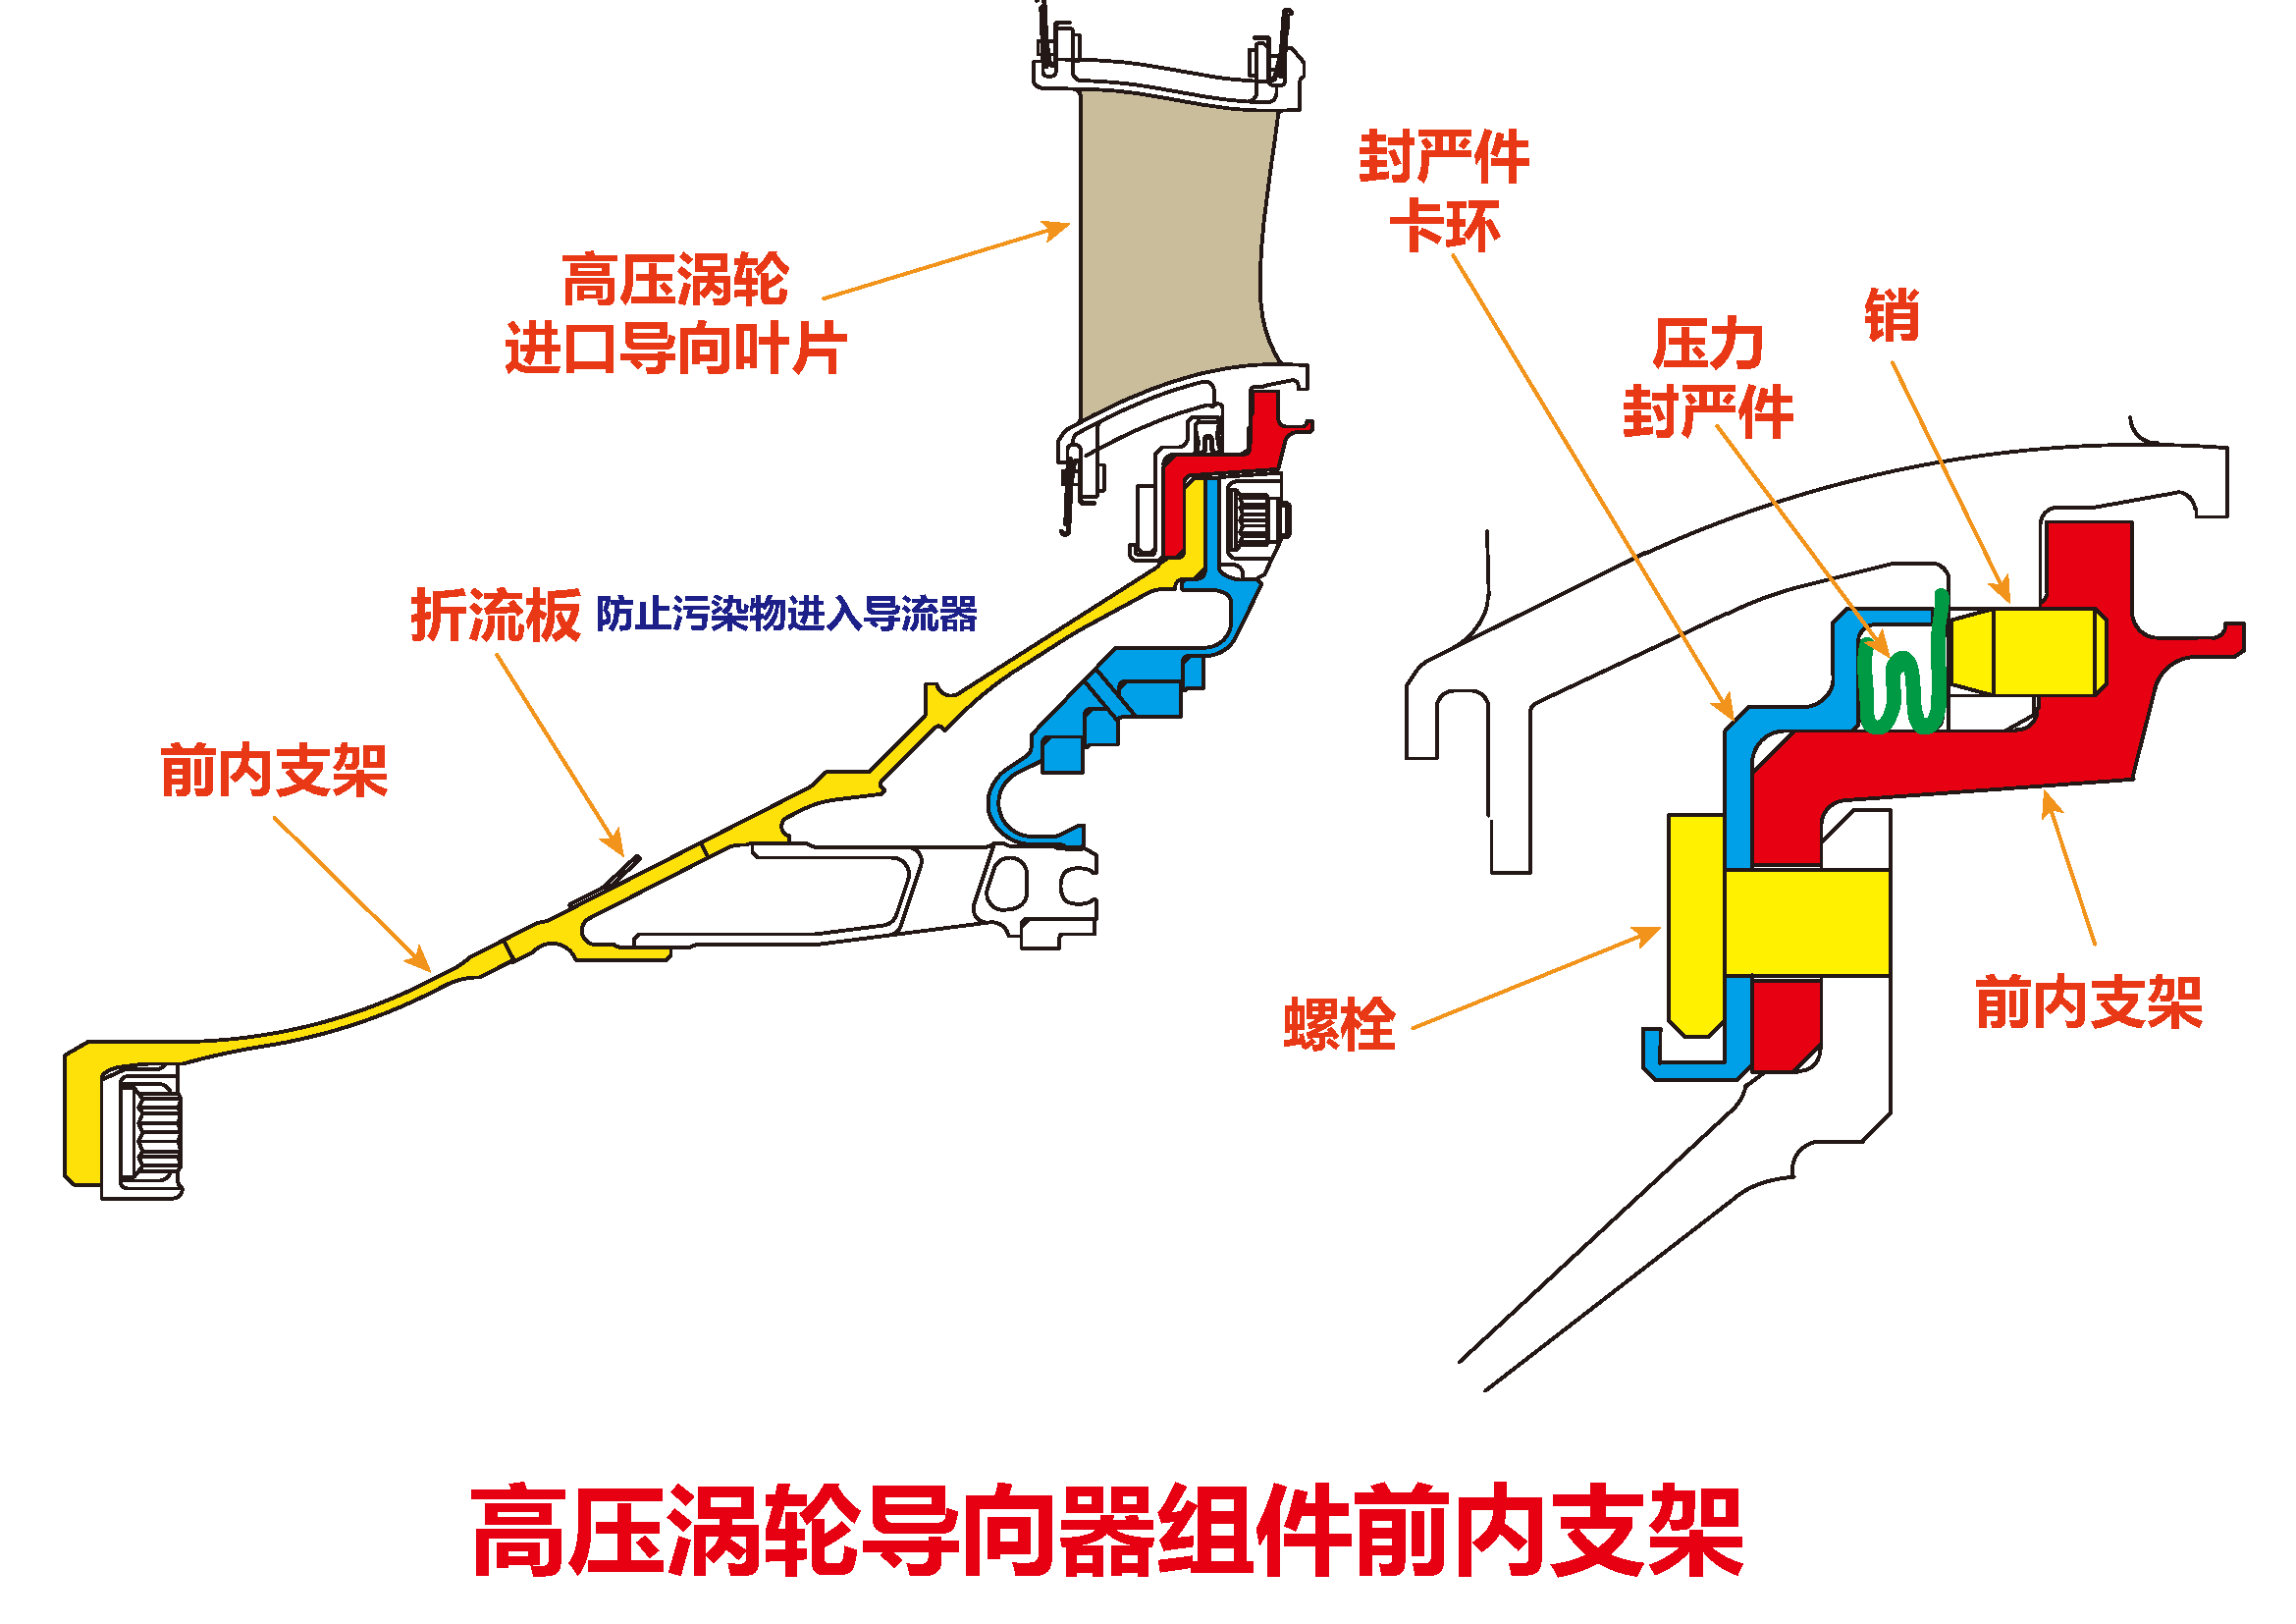 封严件
卡环
高压涡轮
进口导向叶片
销
压力
封严件
折流板 防止污染物进入导流器
前内支架
螺栓
前内支架
高压涡轮导向器组件前内支架